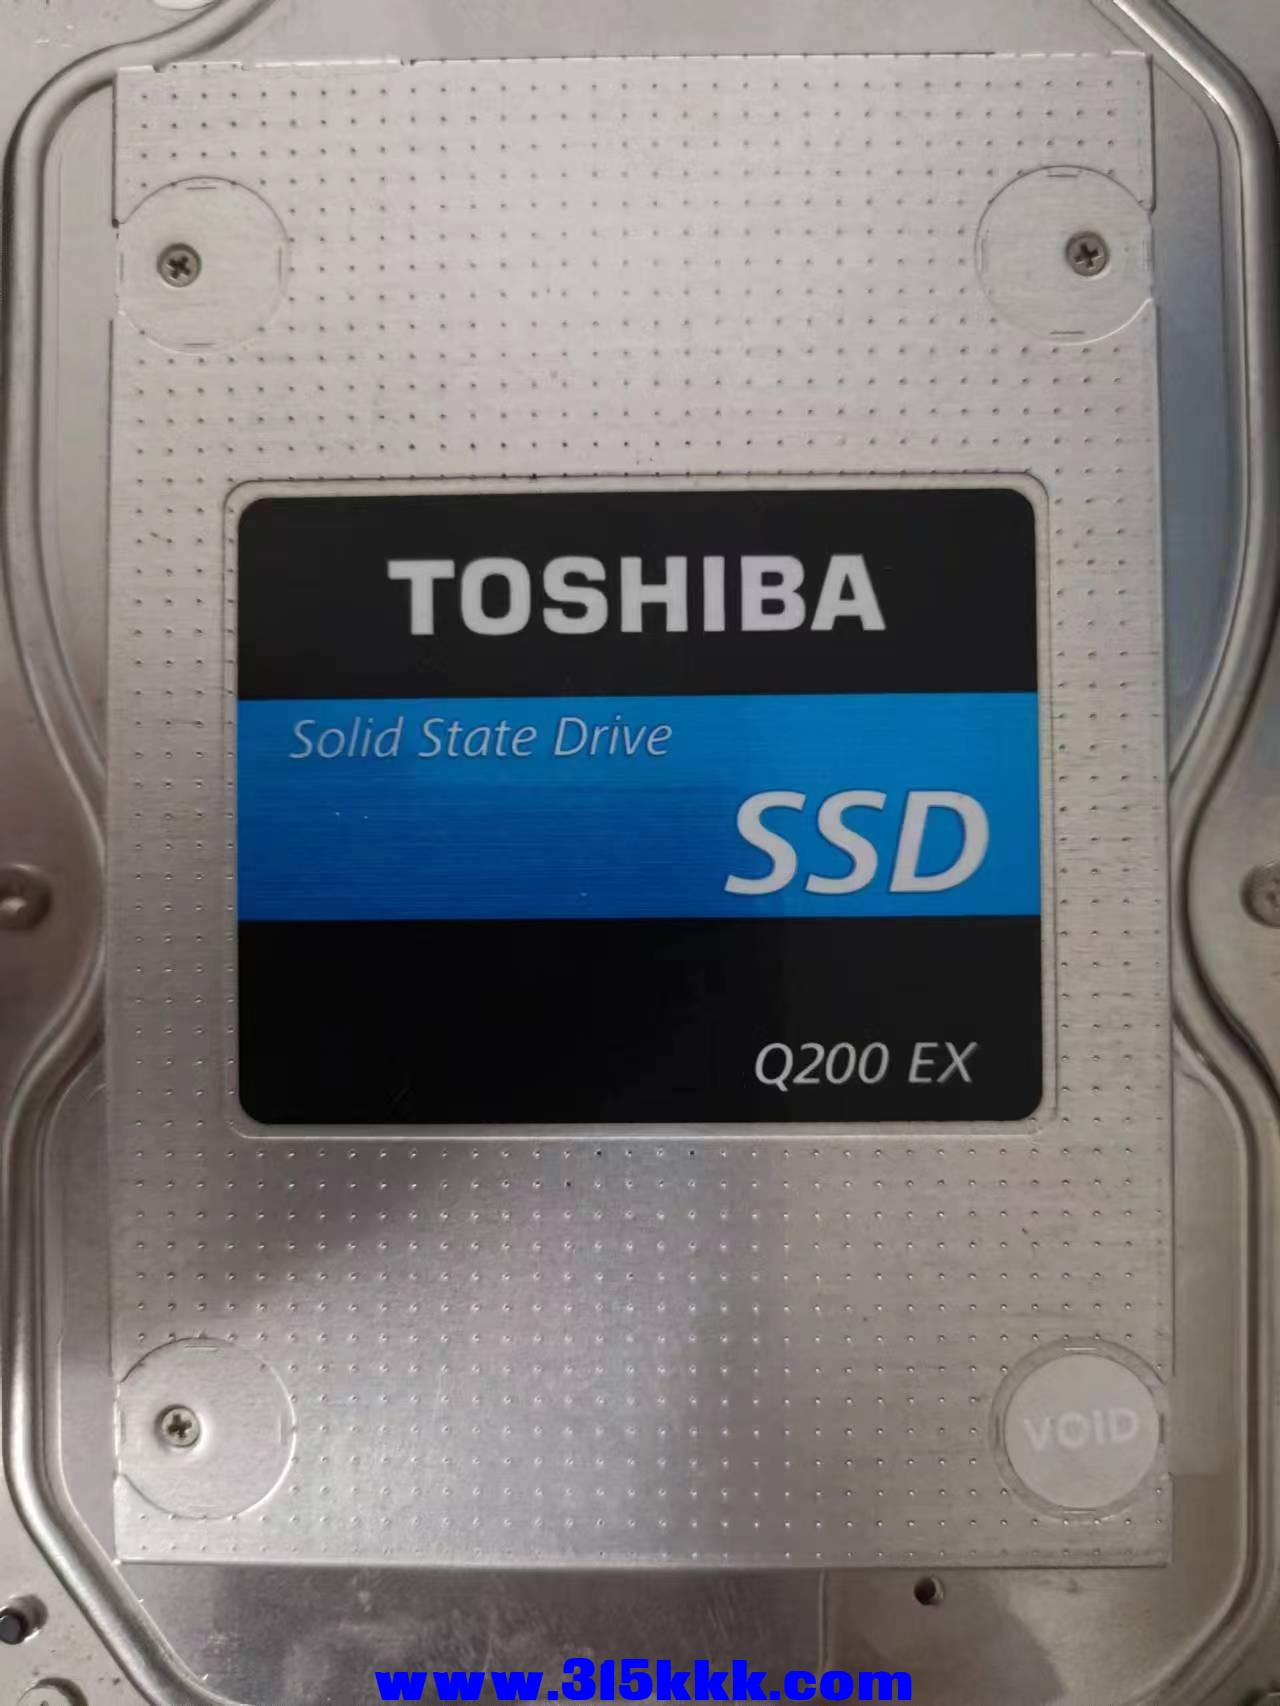 TOSHIBA
Solid State Drive
SSD
Q200 EX
VOID
www.315kkk.com